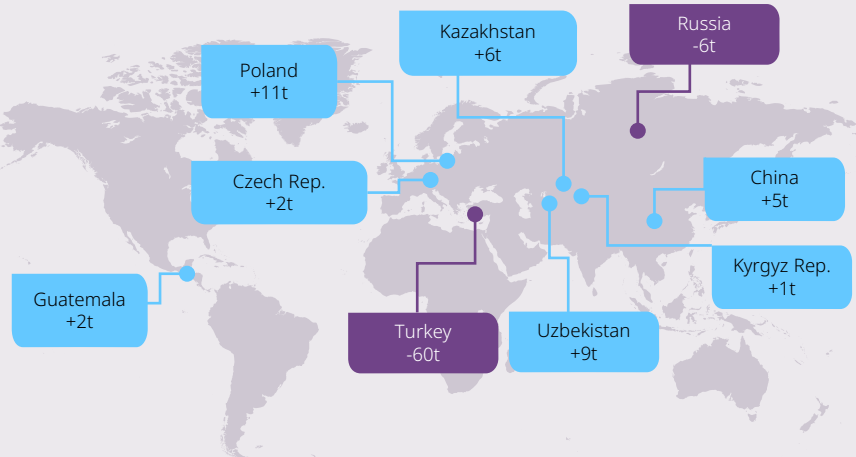 Russia
-6t
Kazakhstan
+6t
Poland
+11t
Czech Rep.
+2t
China
+5t
Kyrgyz Rep.
+1t
Guatemala
+2t
Turkey
-60t
Uzbekistan
+9t